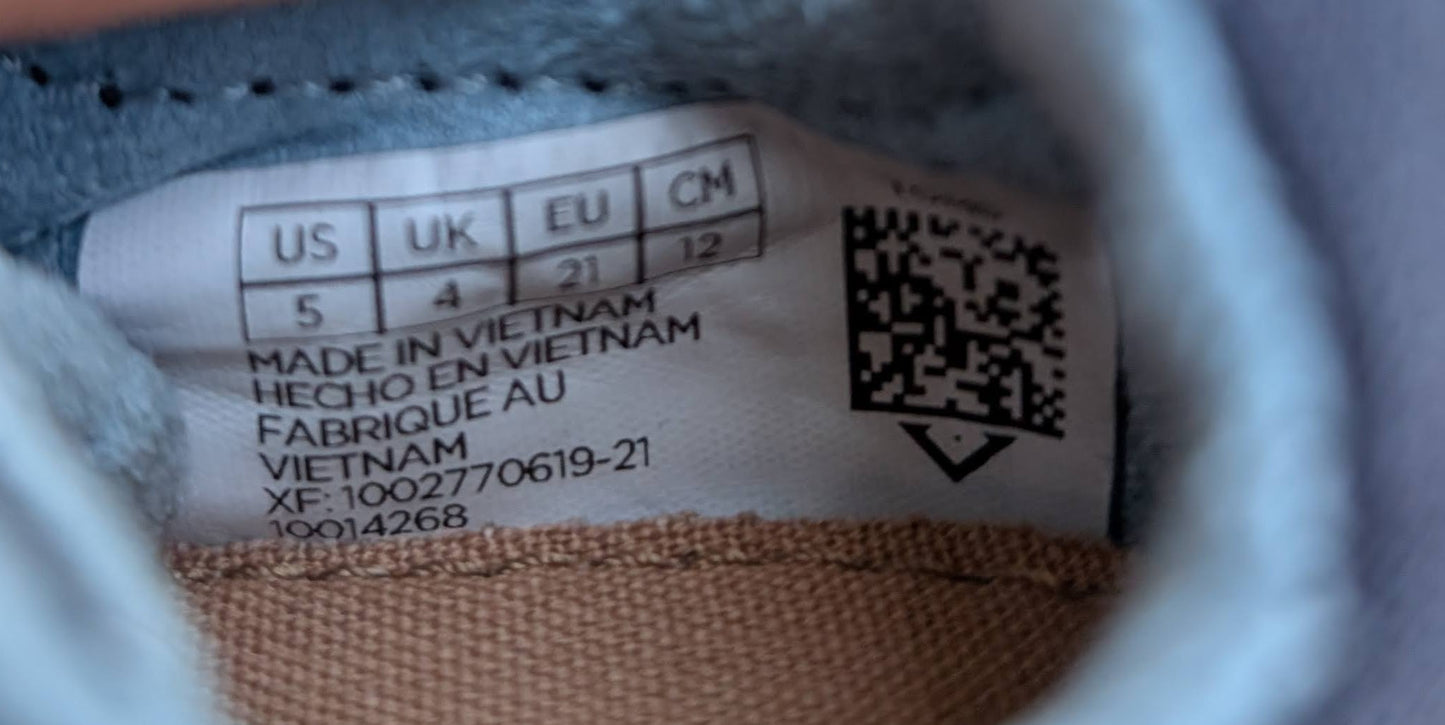 US UK EU CM
5 4 21 12
MADE IN VIETNAM
HECHO EN VIETNAM
FABRIQUE AU
VIETNAM
XF: 1002770619-21
10014268